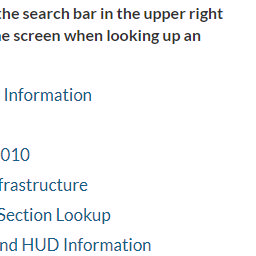 the search bar in the upper right
screen when looking up an
Information
010
frastructure
Section Lookup
nd HUD Information